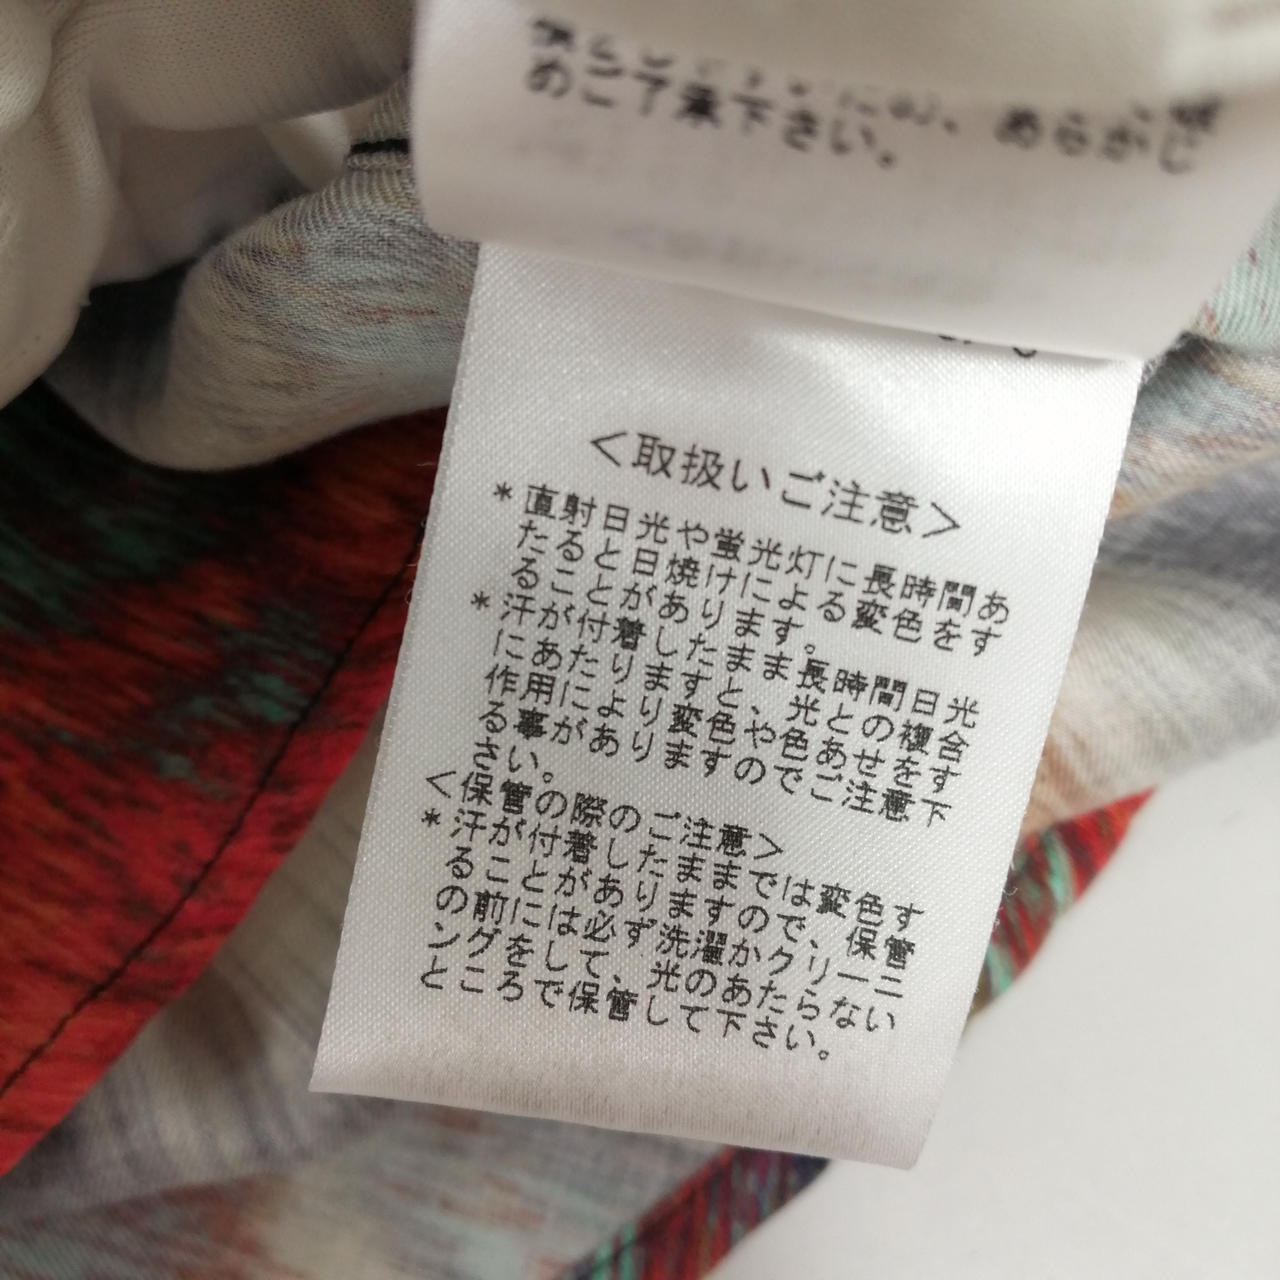 めご了承下さい。
あらかじ
＜取扱いご注意＞
*直射日光や蛍光灯に長時間あ
たると日焼けによる変色をす
ることがあります。
*汗が付着したまま長時間日光
にあたりますと、光との複合
作用により変色や色あせをす
る事がありますのでご注意下
さい。
＜保管の際のご注意＞
*汗が付着したままでは変色す
ることがありますので、保管
の前には必ず洗濯かクリーニ
ングをして、光のあたらない
ところで保管して下さい。